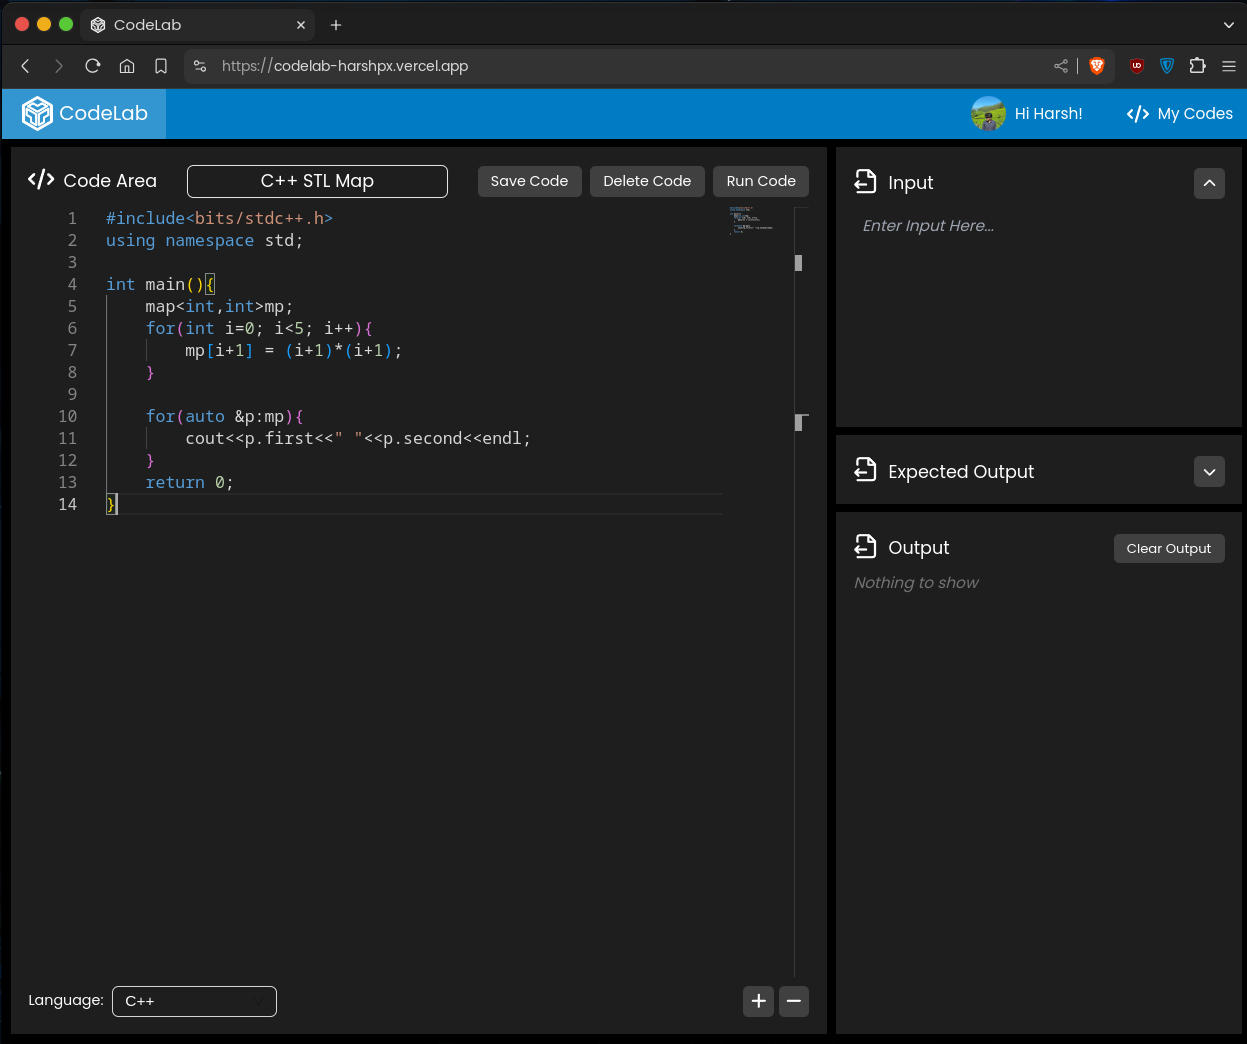 CodeLab
https://codelab-harshpx.vercel.app
CodeLab
Hi Harsh!
My Codes
Code Area
C++ STL Map
Save Code
Delete Code
Run Code
1 #include<bits/stdc++.h>
2 using namespace std;
3
4 int main(){
5     map<int,int>mp;
6     for(int i=0; i<5; i++){
7         mp[i+1] = (i+1)*(i+1);
8     }
9
10     for(auto &p:mp){
11         cout<<p.first<<" "<<p.second<<endl;
12     }
13     return 0;
14 }
Language:
C++
Input
Enter Input Here...
Expected Output
Output
Clear Output
Nothing to show